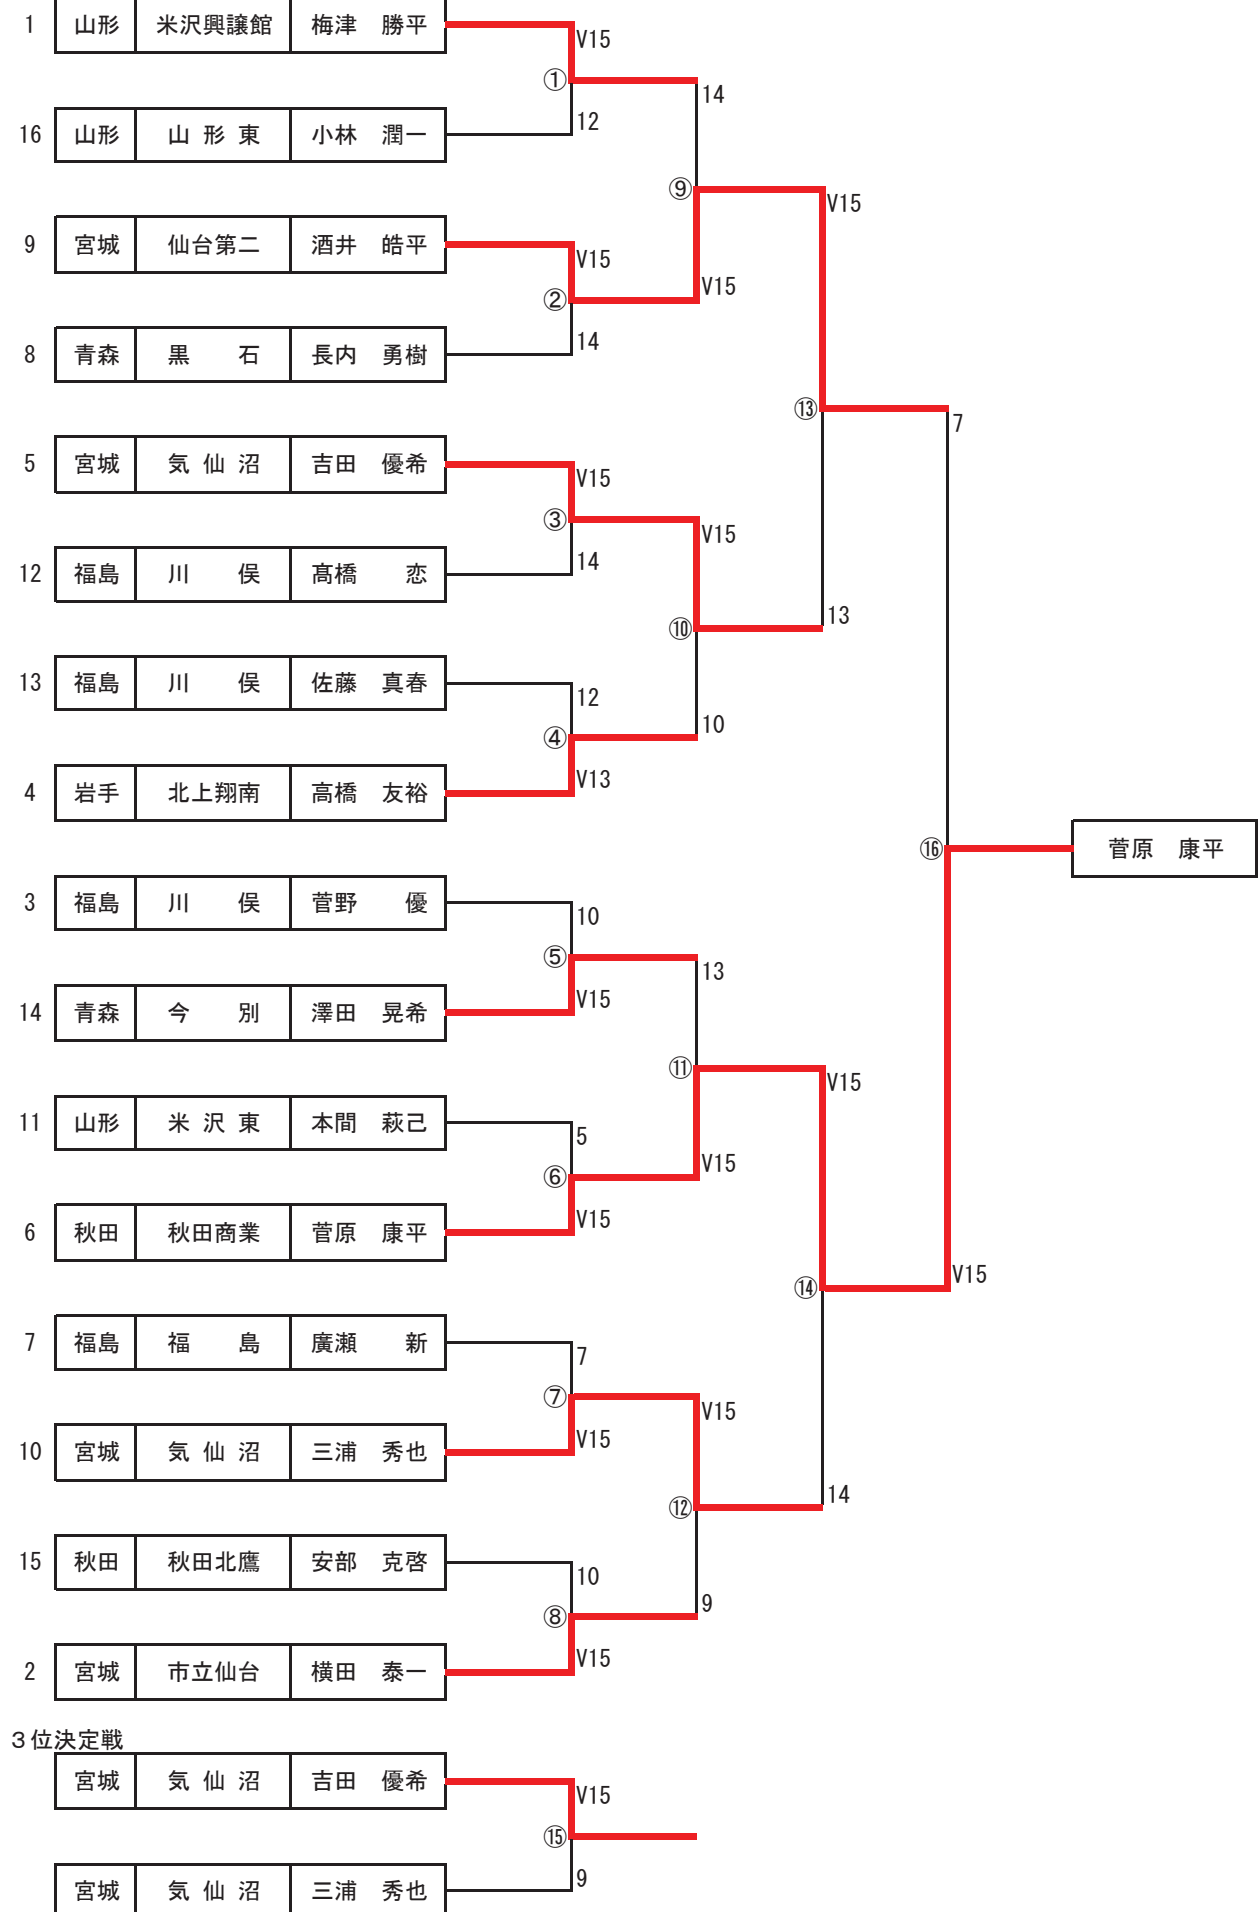 1 山形 米沢興譲館 梅津 勝平
V15
①
14
12
16 山形 山形東 小林 潤一
⑨
V15
9 宮城 仙台第二 酒井 皓平
V15
②
V15
14
8 青森 黒石 長内 勇樹
⑬
7
5 宮城 気仙沼 吉田 優希
V15
③
V15
14
12 福島 川俣 髙橋 恋
13
⑩
13 福島 川俣 佐藤 真春
12
10
④
V13
4 岩手 北上翔南 高橋 友裕
⑯
菅原 康平
3 福島 川俣 菅野 優
10
⑤
13
V15
14 青森 今別 澤田 晃希
⑪
V15
11 山形 米沢東 本間 萩己
5
V15
⑥
V15
6 秋田 秋田商業 菅原 康平
V15
⑭
7 福島 福島 廣瀬 新
7
⑦
V15
V15
10 宮城 気仙沼 三浦 秀也
14
⑫
15 秋田 秋田北鷹 安部 克啓
10
9
⑧
V15
2 宮城 市立仙台 横田 泰一
3位決定戦
宮城 気仙沼 吉田 優希
V15
⑮
9
宮城 気仙沼 三浦 秀也